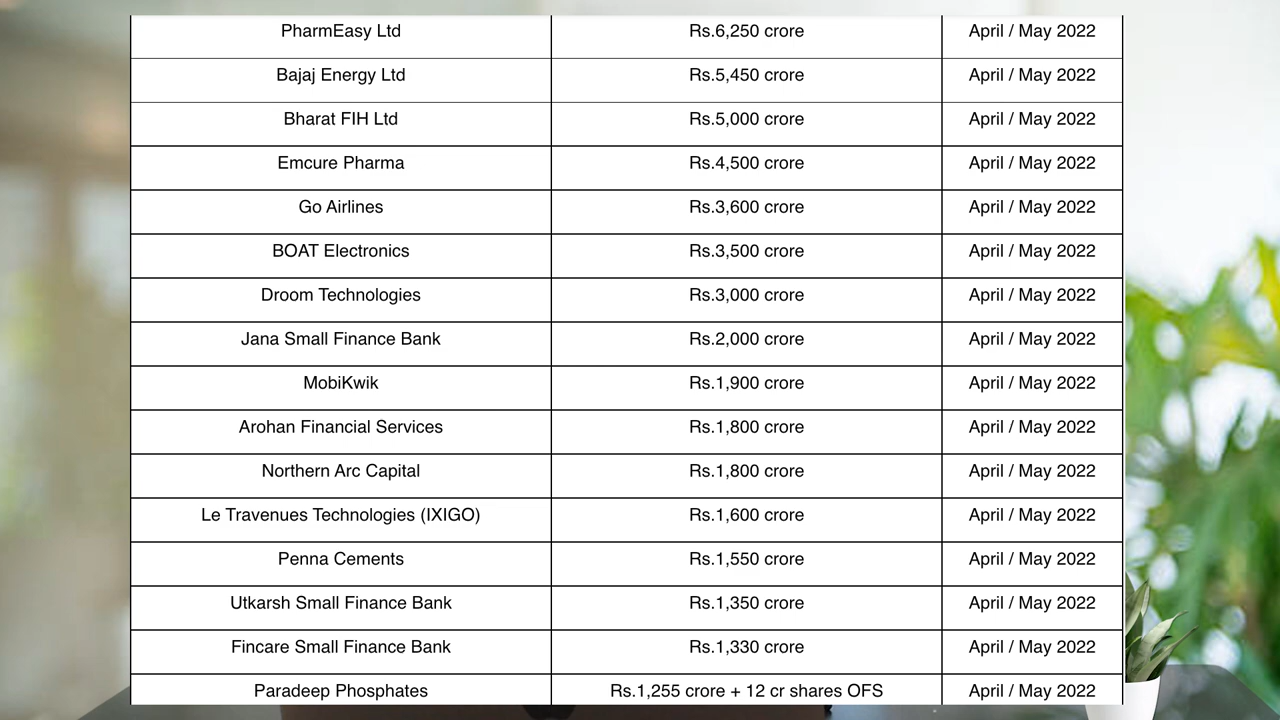 PharmEasy Ltd Rs.6,250 crore April / May 2022
Bajaj Energy Ltd Rs.5,450 crore April / May 2022
Bharat FIH Ltd Rs.5,000 crore April / May 2022
Emcure Pharma Rs.4,500 crore April / May 2022
Go Airlines Rs.3,600 crore April / May 2022
BOAT Electronics Rs.3,500 crore April / May 2022
Droom Technologies Rs.3,000 crore April / May 2022
Jana Small Finance Bank Rs.2,000 crore April / May 2022
MobiKwik Rs.1,900 crore April / May 2022
Arohan Financial Services Rs.1,800 crore April / May 2022
Northern Arc Capital Rs.1,800 crore April / May 2022
Le Travenues Technologies (IXIGO) Rs.1,600 crore April / May 2022
Penna Cements Rs.1,550 crore April / May 2022
Utkarsh Small Finance Bank Rs.1,350 crore April / May 2022
Fincare Small Finance Bank Rs.1,330 crore April / May 2022
Paradeep Phosphates Rs.1,255 crore + 12 cr shares OFS April / May 2022